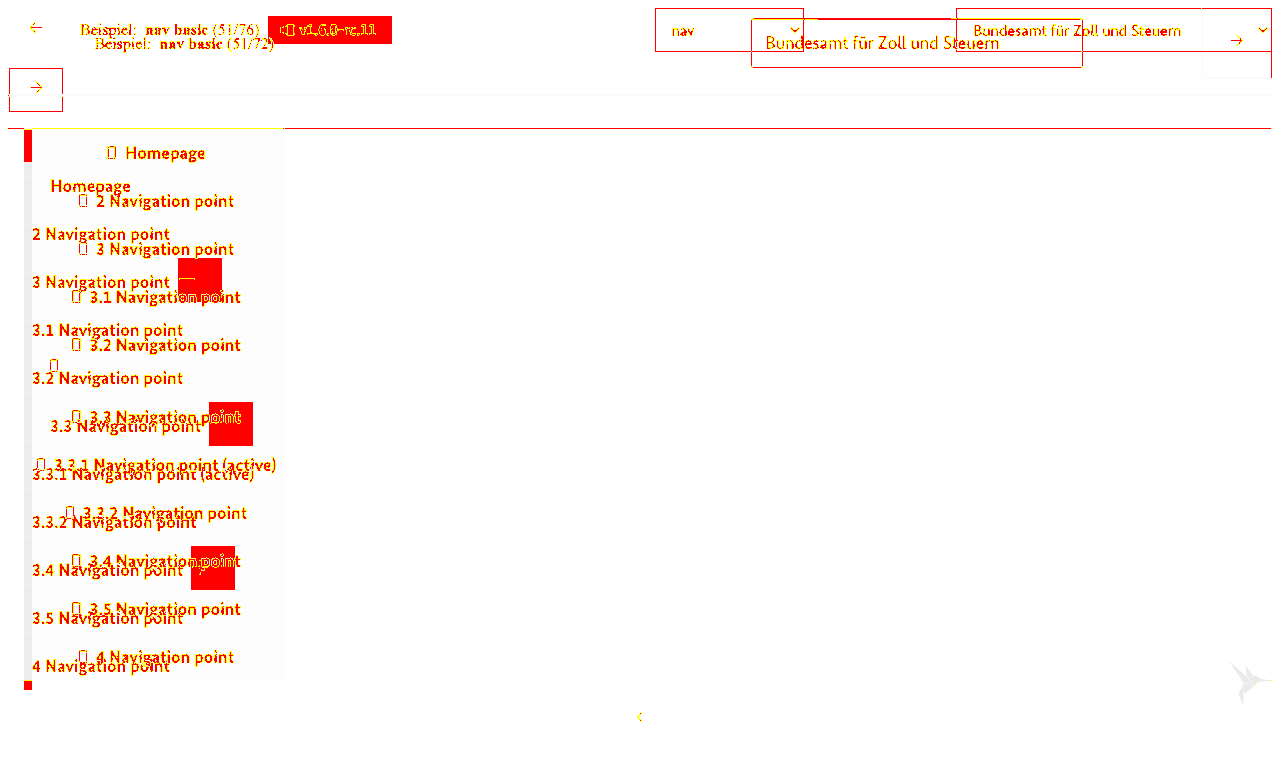 Beispiel: nav basic (51/76) v1.6.0-rc.11 nav Bundesamt für Zoll und Steuern
Beispiel: nav basic (51/72) Bundesamt für Zoll und Steuern
Homepage
Homepage
2 Navigation point
2 Navigation point
3 Navigation point
3 Navigation point
3.1 Navigation point
3.1 Navigation point
3.2 Navigation point
3.2 Navigation point
3.3 Navigation point
3.3 Navigation point
3.3.1 Navigation point (active)
3.3.1 Navigation point (active)
3.3.2 Navigation point
3.3.2 Navigation point
3.4 Navigation point
3.4 Navigation point
3.5 Navigation point
3.5 Navigation point
4 Navigation point
4 Navigation point